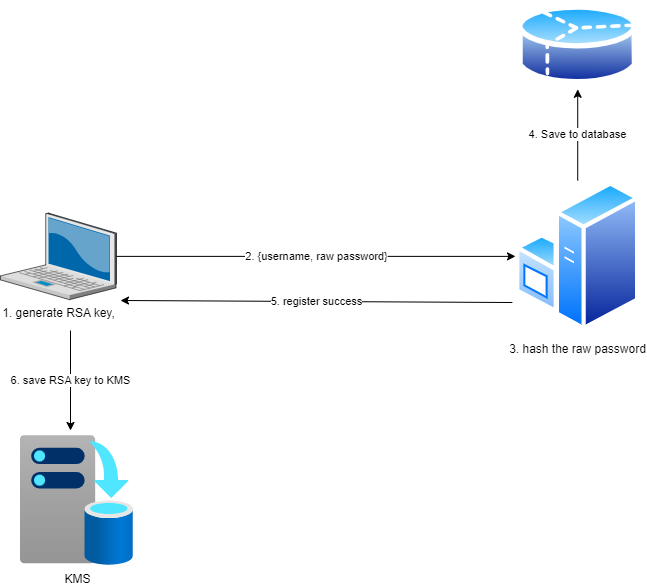 4. Save to database
2. {username, raw password}
5. register success
1. generate RSA key,
3. hash the raw password
6. save RSA key to KMS
KMS